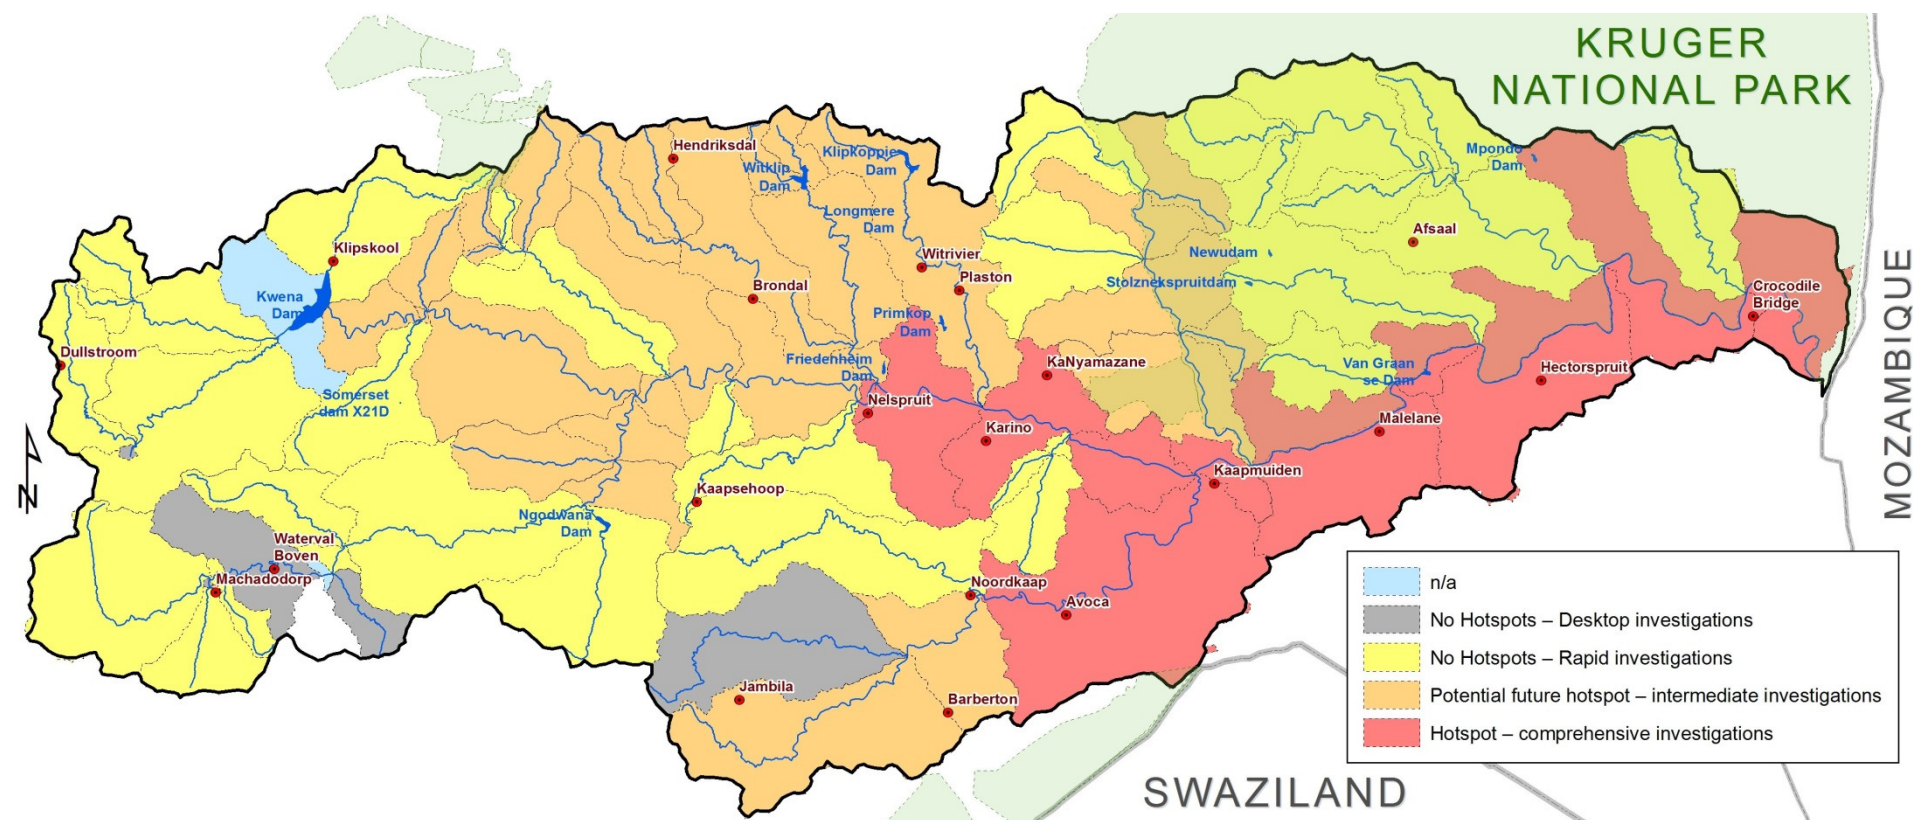 KRUGER
NATIONAL PARK
Hendriksdal
Klipkoppie
Dam
Witklip
Dam
Mpondo
Dam
Longmere
Dam
Afsaal
Klipskool
Witrivier
Newudam
Plaston
Stolznekspruitdam
Brondal
Kwena
Dam
Crocodile
Bridge
Primkop
Dam
MOZAMBIQUE
Dullstroom
Friedenheim
Dam
KaNyamazane
Van Graan
se Dam
Hectorspruit
Somerset
dam X21D
Nelspruit
Malelane
Karino
Kaapmuiden
N
Kaapsehoop
Ngodwana
Dam
Waterval
Boven
Machadodorp
Noordkaap
Avoca
Jambila
Barberton
SWAZILAND
n/a
No Hotspots – Desktop investigations
No Hotspots – Rapid investigations
Potential future hotspot – intermediate investigations
Hotspot – comprehensive investigations